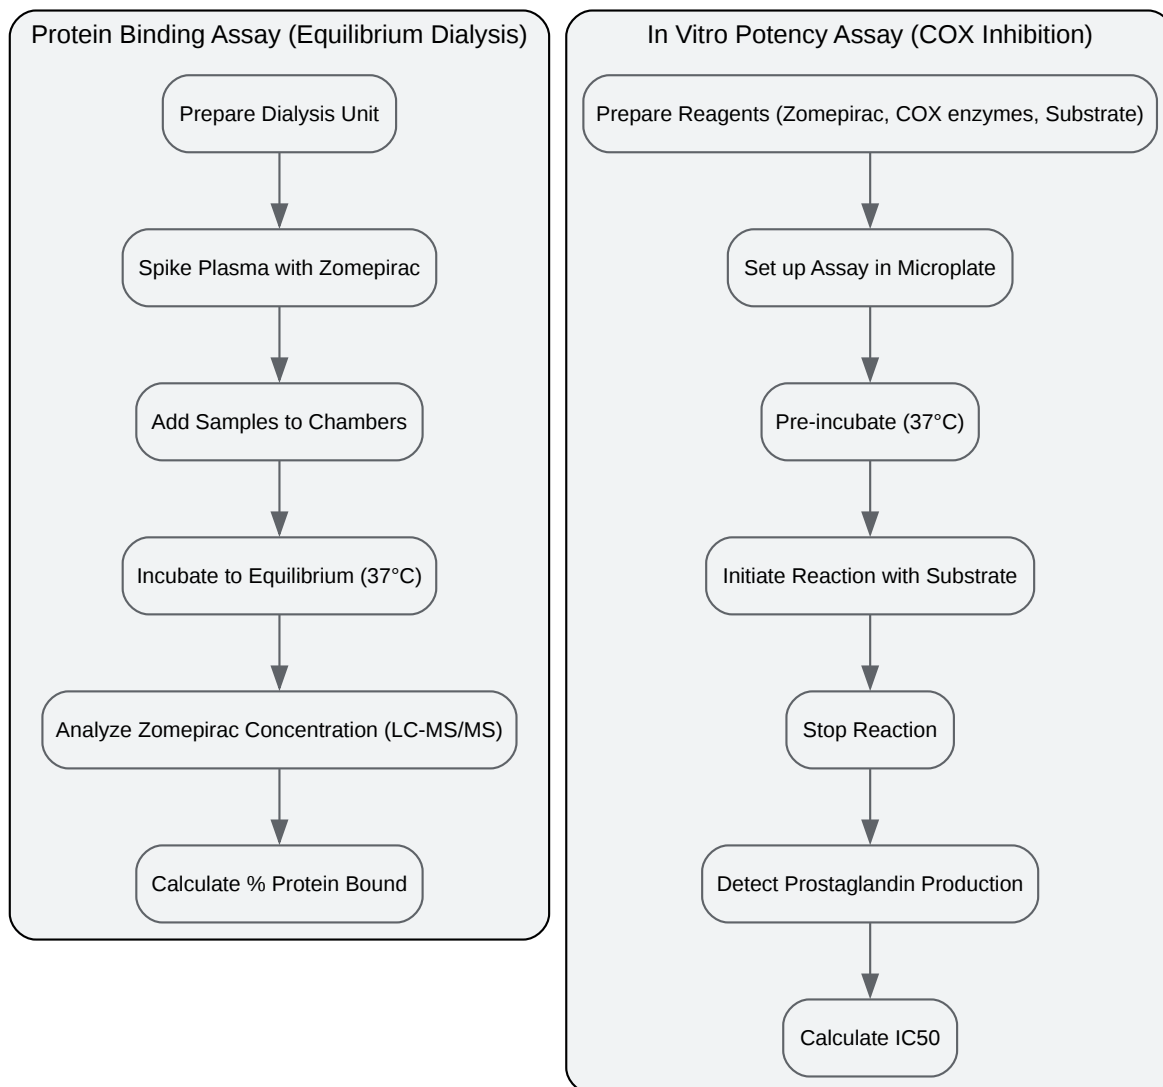 Protein Binding Assay (Equilibrium Dialysis)
Prepare Dialysis Unit
Spike Plasma with Zomepirac
Add Samples to Chambers
Incubate to Equilibrium (37°C)
Analyze Zomepirac Concentration (LC-MS/MS)
Calculate % Protein Bound
In Vitro Potency Assay (COX Inhibition)
Prepare Reagents (Zomepirac, COX enzymes, Substrate)
Set up Assay in Microplate
Pre-incubate (37°C)
Initiate Reaction with Substrate
Stop Reaction
Detect Prostaglandin Production
Calculate IC50